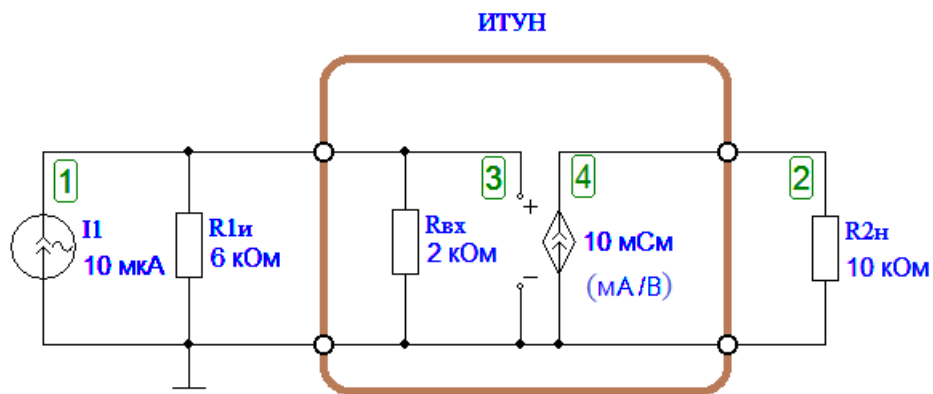 ИТУН
1
I1
10 мкА
R1и
6 кОм
Rвх
2 кОм
3
+
−
4
10 мСм
(мА/В)
2
R2н
10 кОм